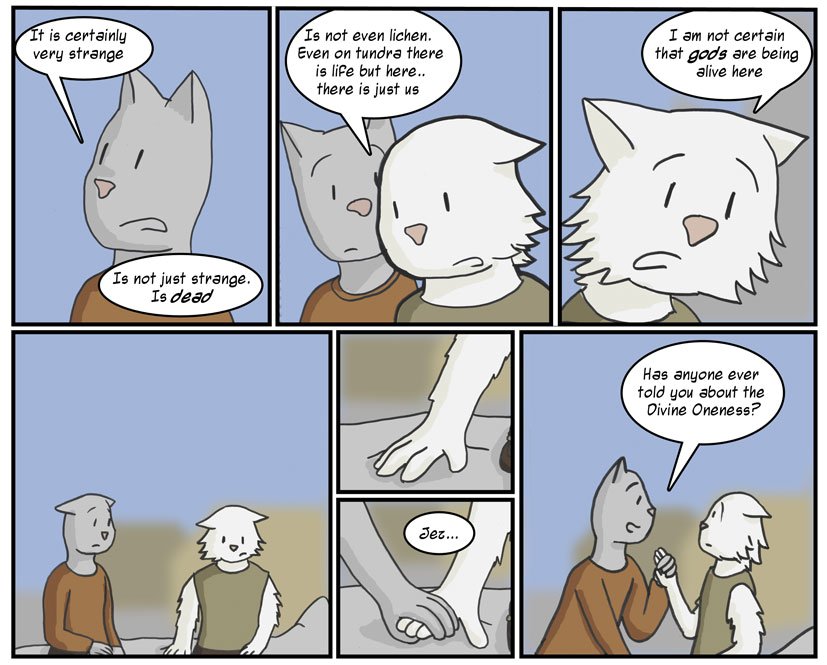 It is certainly
very strange
Is not just strange.
Is dead
Is not even lichen.
Even on tundra there
is life but here..
there is just us
I am not certain
that gods are being
alive here
Jer...
Has anyone ever
told you about the
Divine Oneness?